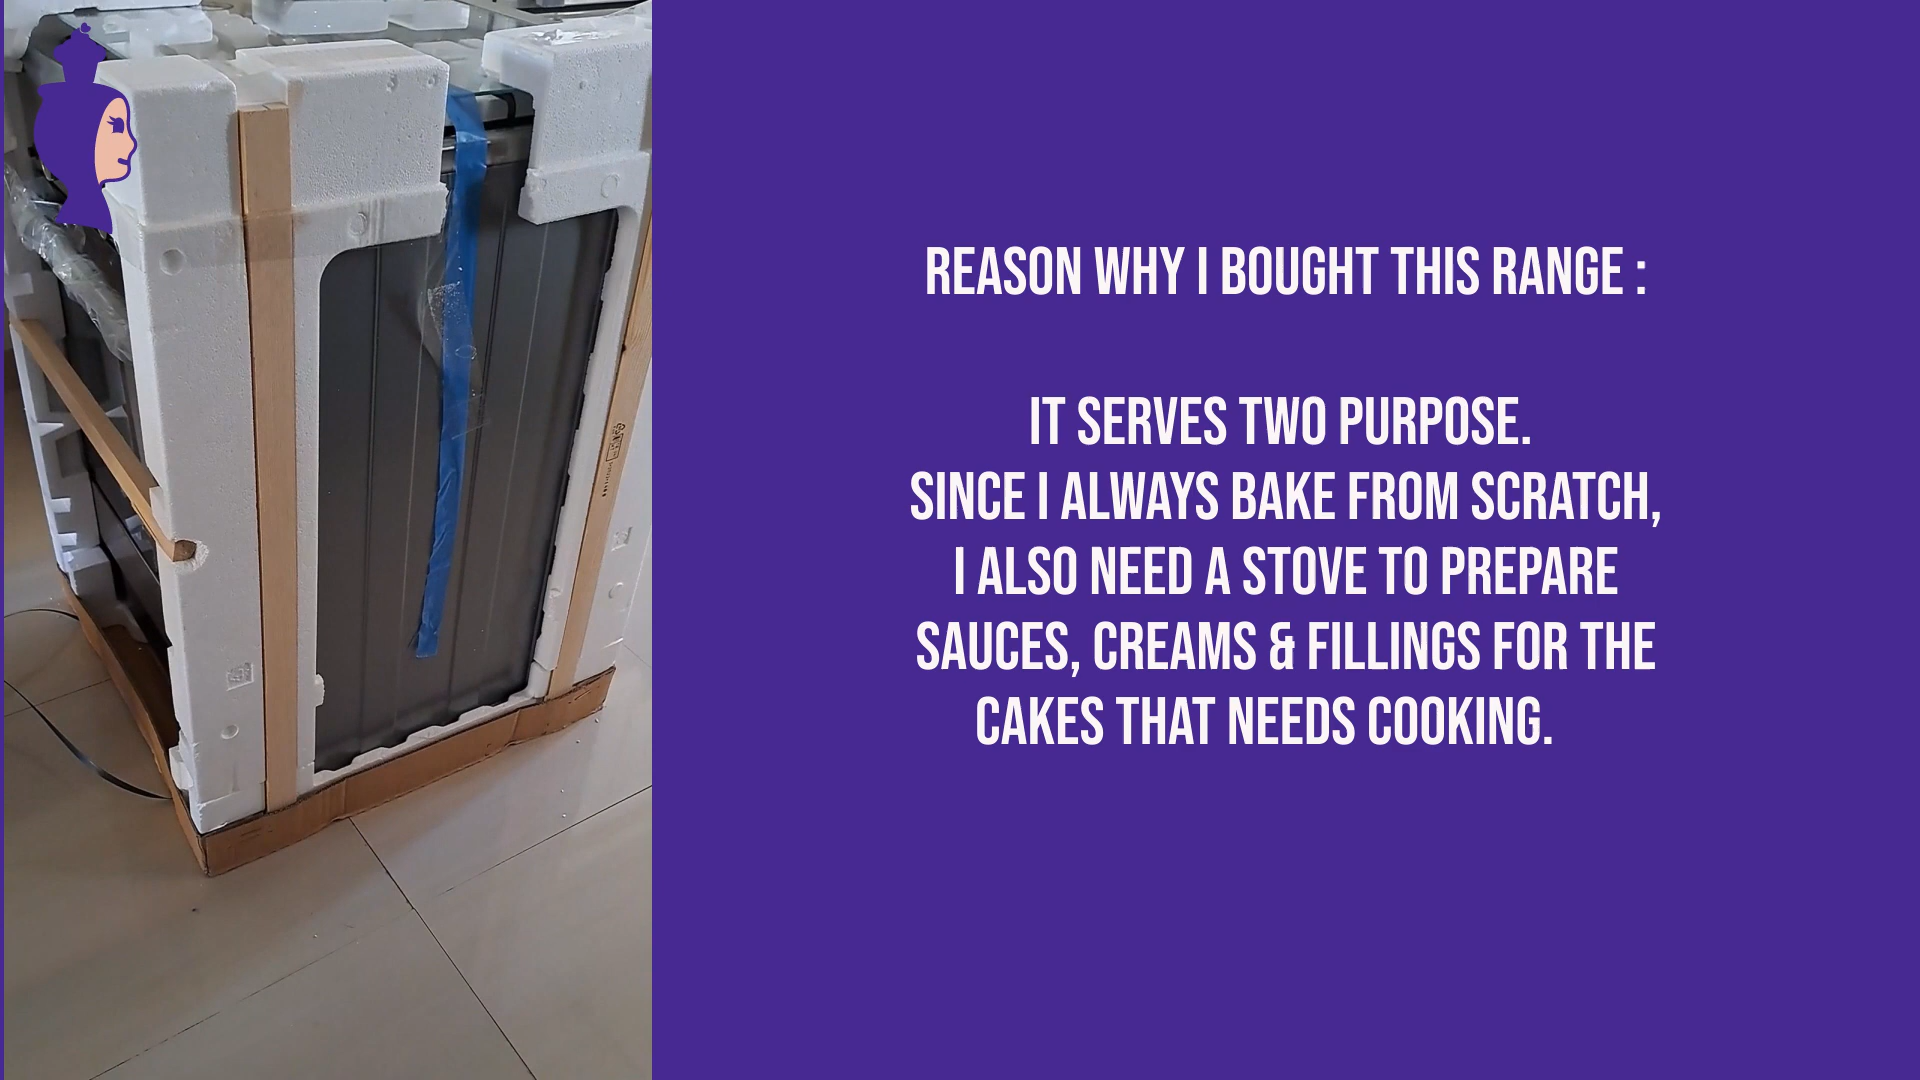 REASON WHY I BOUGHT THIS RANGE :
IT SERVES TWO PURPOSE.
SINCE I ALWAYS BAKE FROM SCRATCH,
I ALSO NEED A STOVE TO PREPARE
SAUCES, CREAMS & FILLINGS FOR THE
CAKES THAT NEEDS COOKING.